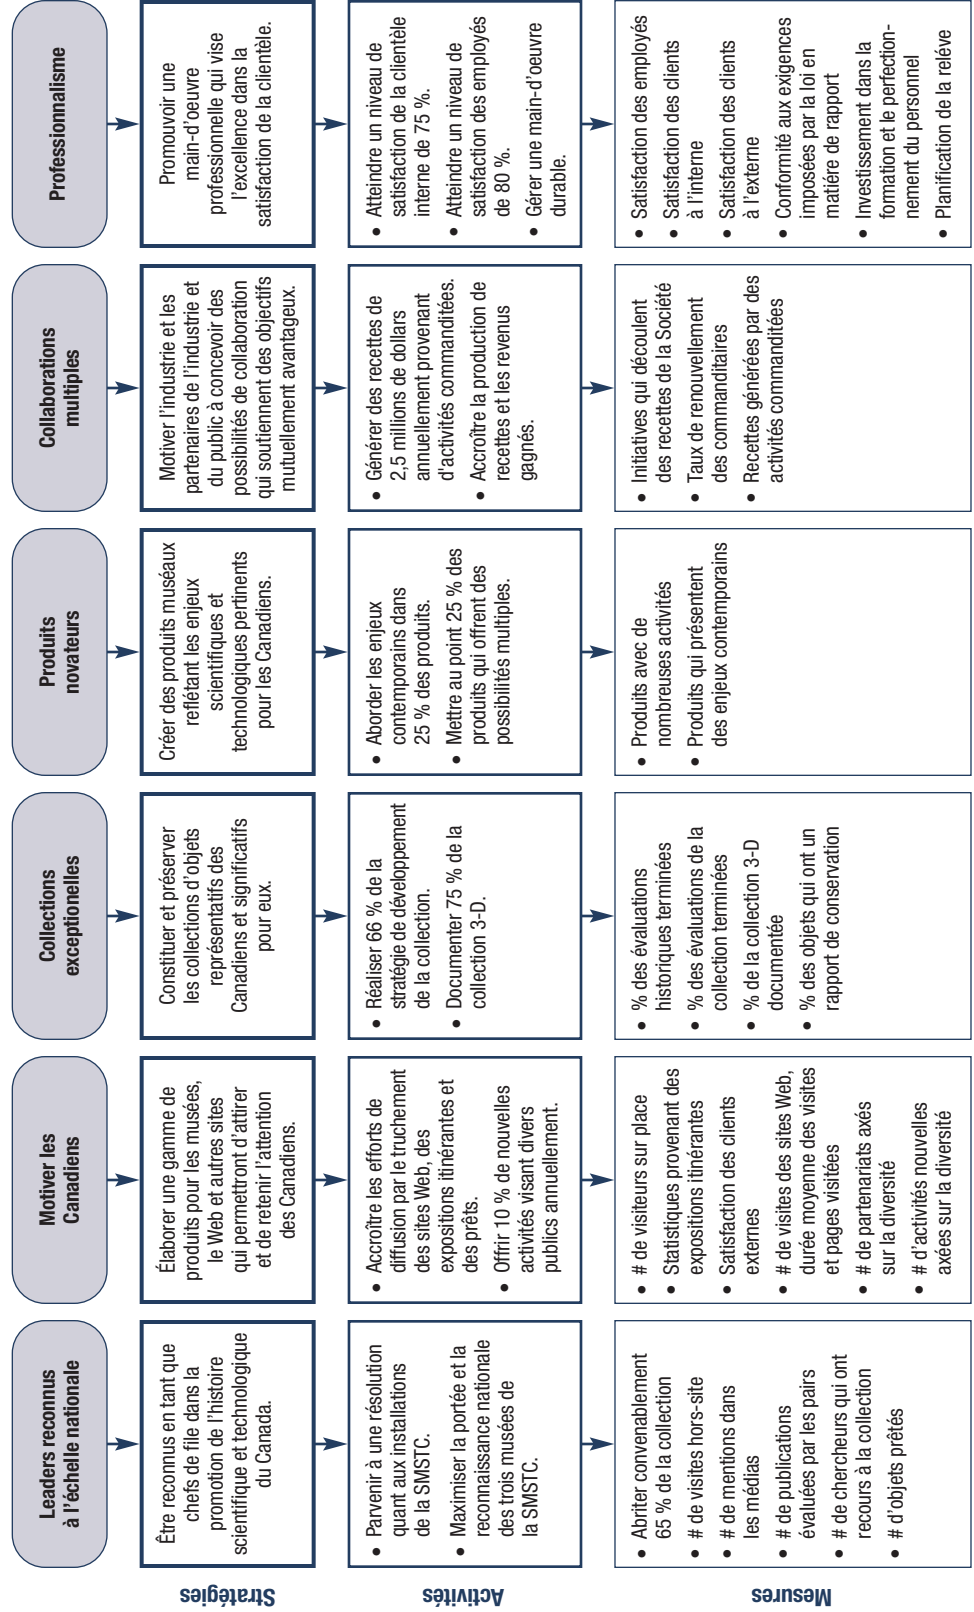 Leaders reconnus
à l'échelle nationale
Motiver les
Canadiens
Collections
exceptionelles
Produits
novateurs
Collaborations
multiples
Professionnalisme
Stratégies
Être reconnus en tant que
chefs de file dans la
promotion de l'histoire
scientifique et technologique
du Canada.
Élaborer une gamme de
produits pour les musées,
le Web et autres sites
qui permettront d'attirer
et de retenir l'attention
des Canadiens.
Constituer et préserver
les collections d'objets
représentatifs des
Canadiens et significatifs
pour eux.
Créer des produits muséaux
reflétant les enjeux
scientifiques et
technologiques pertinents
pour les Canadiens.
Motiver l'industrie et les
partenaires de l'industrie et
du public à concevoir des
possibilités de collaboration
qui soutiennent des objectifs
mutuellement avantageux.
Promouvoir une
main-d'oeuvre
professionnelle qui vise
l'excellence dans la
satisfaction de la clientèle.
Activités
• Parvenir à une résolution
quant aux installations
de la SMSTC.
• Maximiser la portée et la
reconnaissance nationale
des trois musées de
la SMSTC.
• Accroître les efforts de
diffusion par le truchement
des sites Web, des
expositions itinérantes et
des prêts.
• Offrir 10 % de nouvelles
activités visant divers
publics annuellement.
• Réaliser 66 % de la
stratégie de développement
de la collection.
• Documenter 75 % de la
collection 3-D.
• Aborder les enjeux
contemporains dans
25 % des produits.
• Mettre au point 25 % des
produits qui offrent des
possibilités multiples.
• Générer des recettes de
2,5 millions de dollars
annuellement provenant
d'activités commanditées.
• Accroître la production de
recettes et les revenus
gagnés.
• Atteindre un niveau de
satisfaction de la clientèle
interne de 75 %.
• Atteindre un niveau de
satisfaction des employés
de 80 %.
• Gérer une main-d'oeuvre
durable.
Mesures
• Abriter convenablement
65 % de la collection
• # de visites hors-site
• # de mentions dans
les médias
• # de publications
évaluées par les pairs
• # de chercheurs qui ont
recours à la collection
• # d'objets prêtés
• # de visiteurs sur place
• Statistiques provenant des
expositions itinérantes
• Satisfaction des clients
externes
• # de visites des sites Web,
durée moyenne des visites
et pages visitées
• # de partenariats axés
sur la diversité
• # d'activités nouvelles
axées sur la diversité
• % des évaluations
historiques terminées
• % des évaluations de la
collection terminées
• % de la collection 3-D
documentée
• % des objets qui ont un
rapport de conservation
• Produits avec de
nombreuses activités
• Produits qui présentent
des enjeux contemporains
• Initiatives qui découlent
des recettes de la Société
• Taux de renouvellement
des commanditaires
• Recettes générées par des
activités commanditées
• Satisfaction des employés
• Satisfaction des clients
à l'interne
• Satisfaction des clients
à l'externe
• Conformité aux exigences
imposées par la loi en
matière de rapport
• Investissement dans la
formation et le perfection-
nement du personnel
• Planification de la reléve